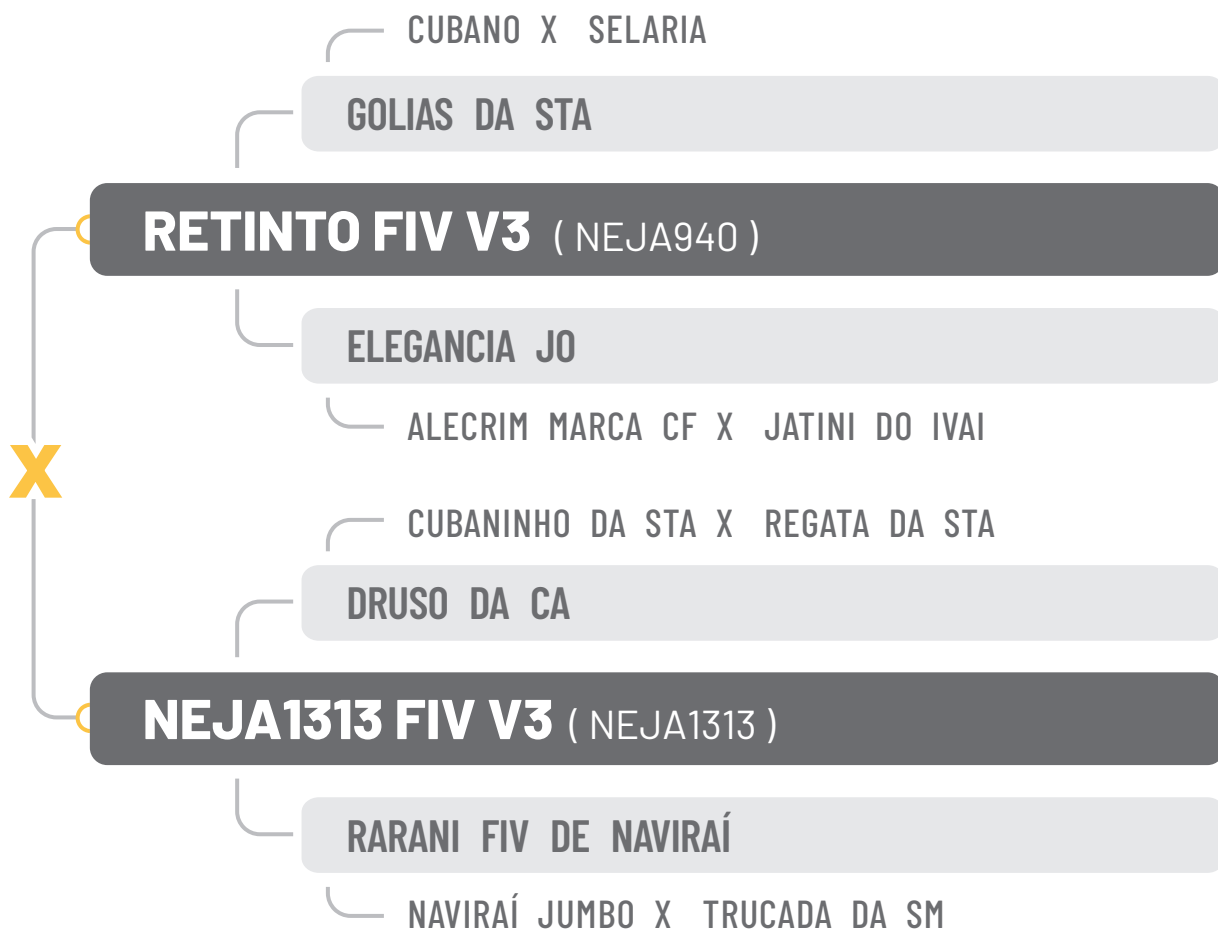 CUBANO X SELARIA
GOLIAS DA STA
RETINTO FIV V3 ( NEJA940 )
ELEGANCIA JO
ALECRIM MARCA CF X JATINI DO IVAI
X
CUBANINHO DA STA X REGATA DA STA
DRUSO DA CA
NEJA1313 FIV V3 ( NEJA1313 )
RARANI FIV DE NAVIRAÍ
NAVIRAÍ JUMBO X TRUCADA DA SM